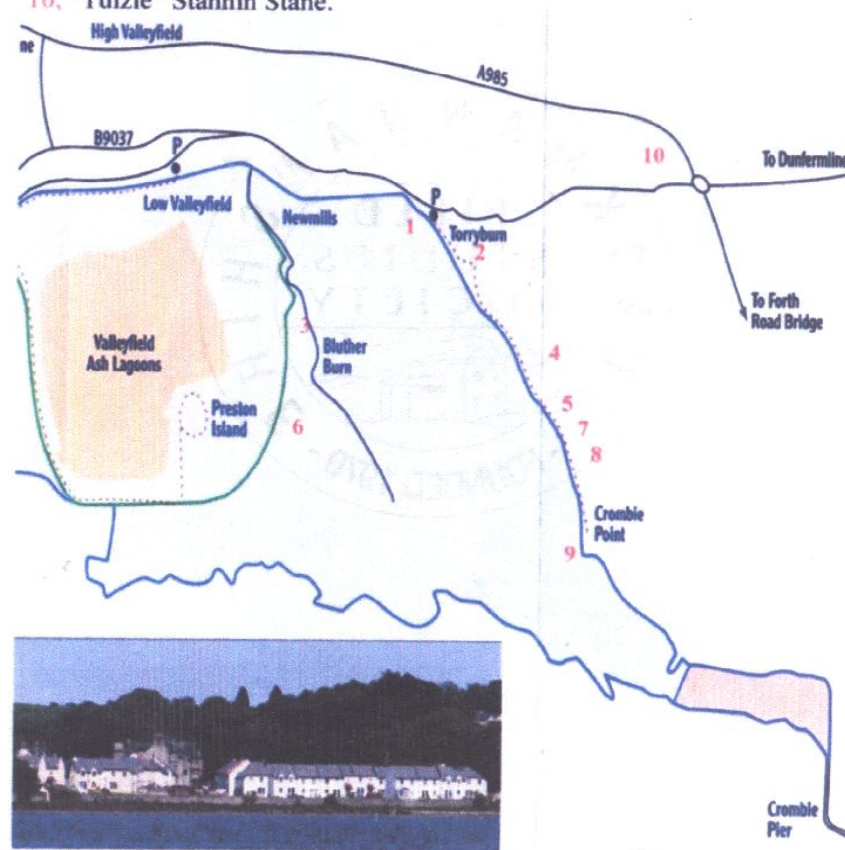 10, "Tulzie" Stannin Stane.
High Valleyfield
ne
A985
B9037
P
10
To Dunfermline
Low Valleyfield
Newmills
P
1
Torryburn
2
To Forth
Road Bridge
3
Valleyfield
Ash Lagoons
Bluther
Burn
4
Preston
Island
5
6
7
8
Crombie
Point
9
Crombie
Pier